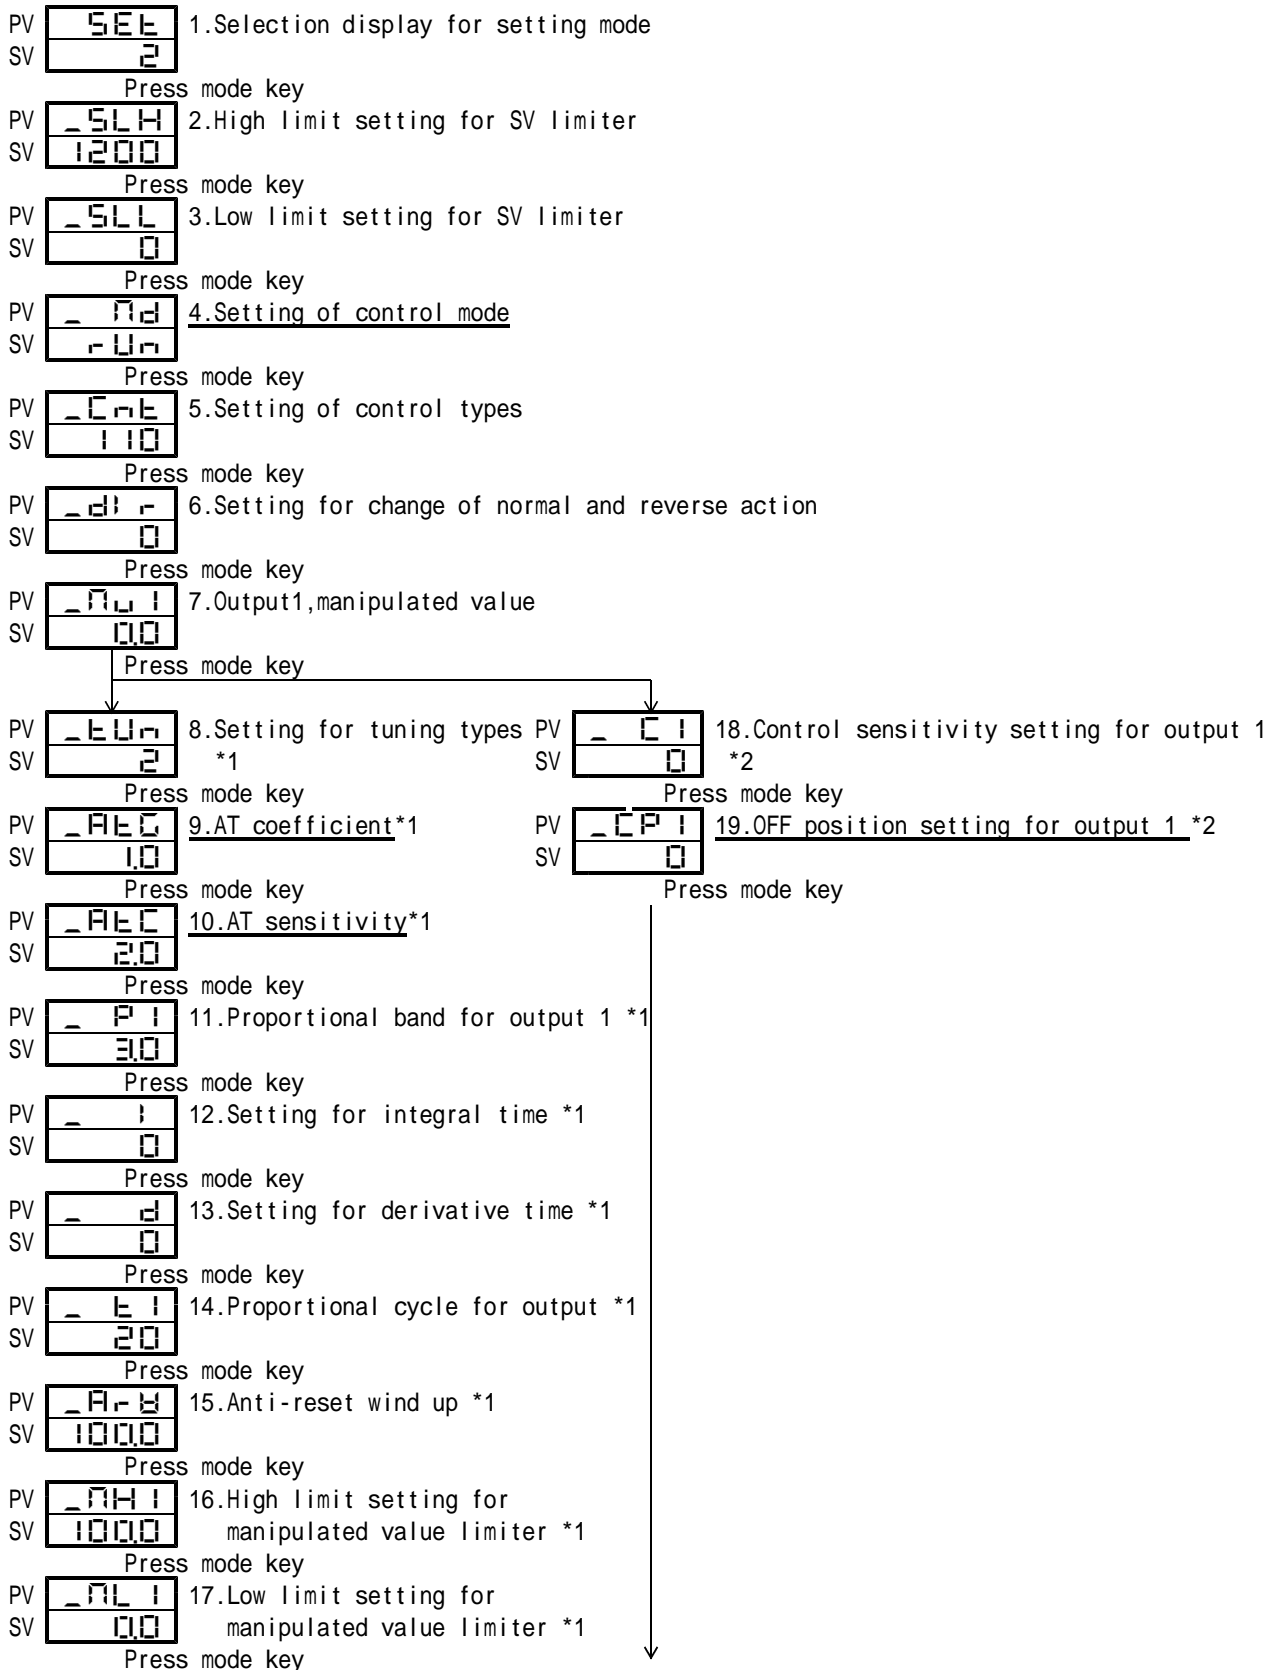 PV SEt 1.Selection display for setting mode
SV 2
Press mode key
PV _SLH 2.High limit setting for SV limiter
SV 1200
Press mode key
PV _SLL 3.Low limit setting for SV limiter
SV 0
Press mode key
PV _ Md 4.Setting of control mode
SV rUn
Press mode key
PV _Cnt 5.Setting of control types
SV 110
Press mode key
PV _dIr 6.Setting for change of normal and reverse action
SV 0
Press mode key
PV _Mv1 7.Output1,manipulated value
SV 0.0
Press mode key
PV _tUn 8.Setting for tuning types
SV 2 *1
Press mode key
PV _AtG 9.AT coefficient*1
SV 1.0
Press mode key
PV _AtC 10.AT sensitivity*1
SV 2.0
Press mode key
PV _ P1 11.Proportional band for output 1 *1
SV 3.0
Press mode key
PV _ I 12.Setting for integral time *1
SV 0
Press mode key
PV _ d 13.Setting for derivative time *1
SV 0
Press mode key
PV _ t1 14.Proportional cycle for output *1
SV 20
Press mode key
PV _ArW 15.Anti-reset wind up *1
SV 100.0
Press mode key
PV _MH1 16.High limit setting for
SV 100.0 manipulated value limiter *1
Press mode key
PV _ML1 17.Low limit setting for
SV 0.0 manipulated value limiter *1
Press mode key
PV _ C1 18.Control sensitivity setting for output 1
SV 0 *2
Press mode key
PV _CP1 19.OFF position setting for output 1 *2
SV 0
Press mode key